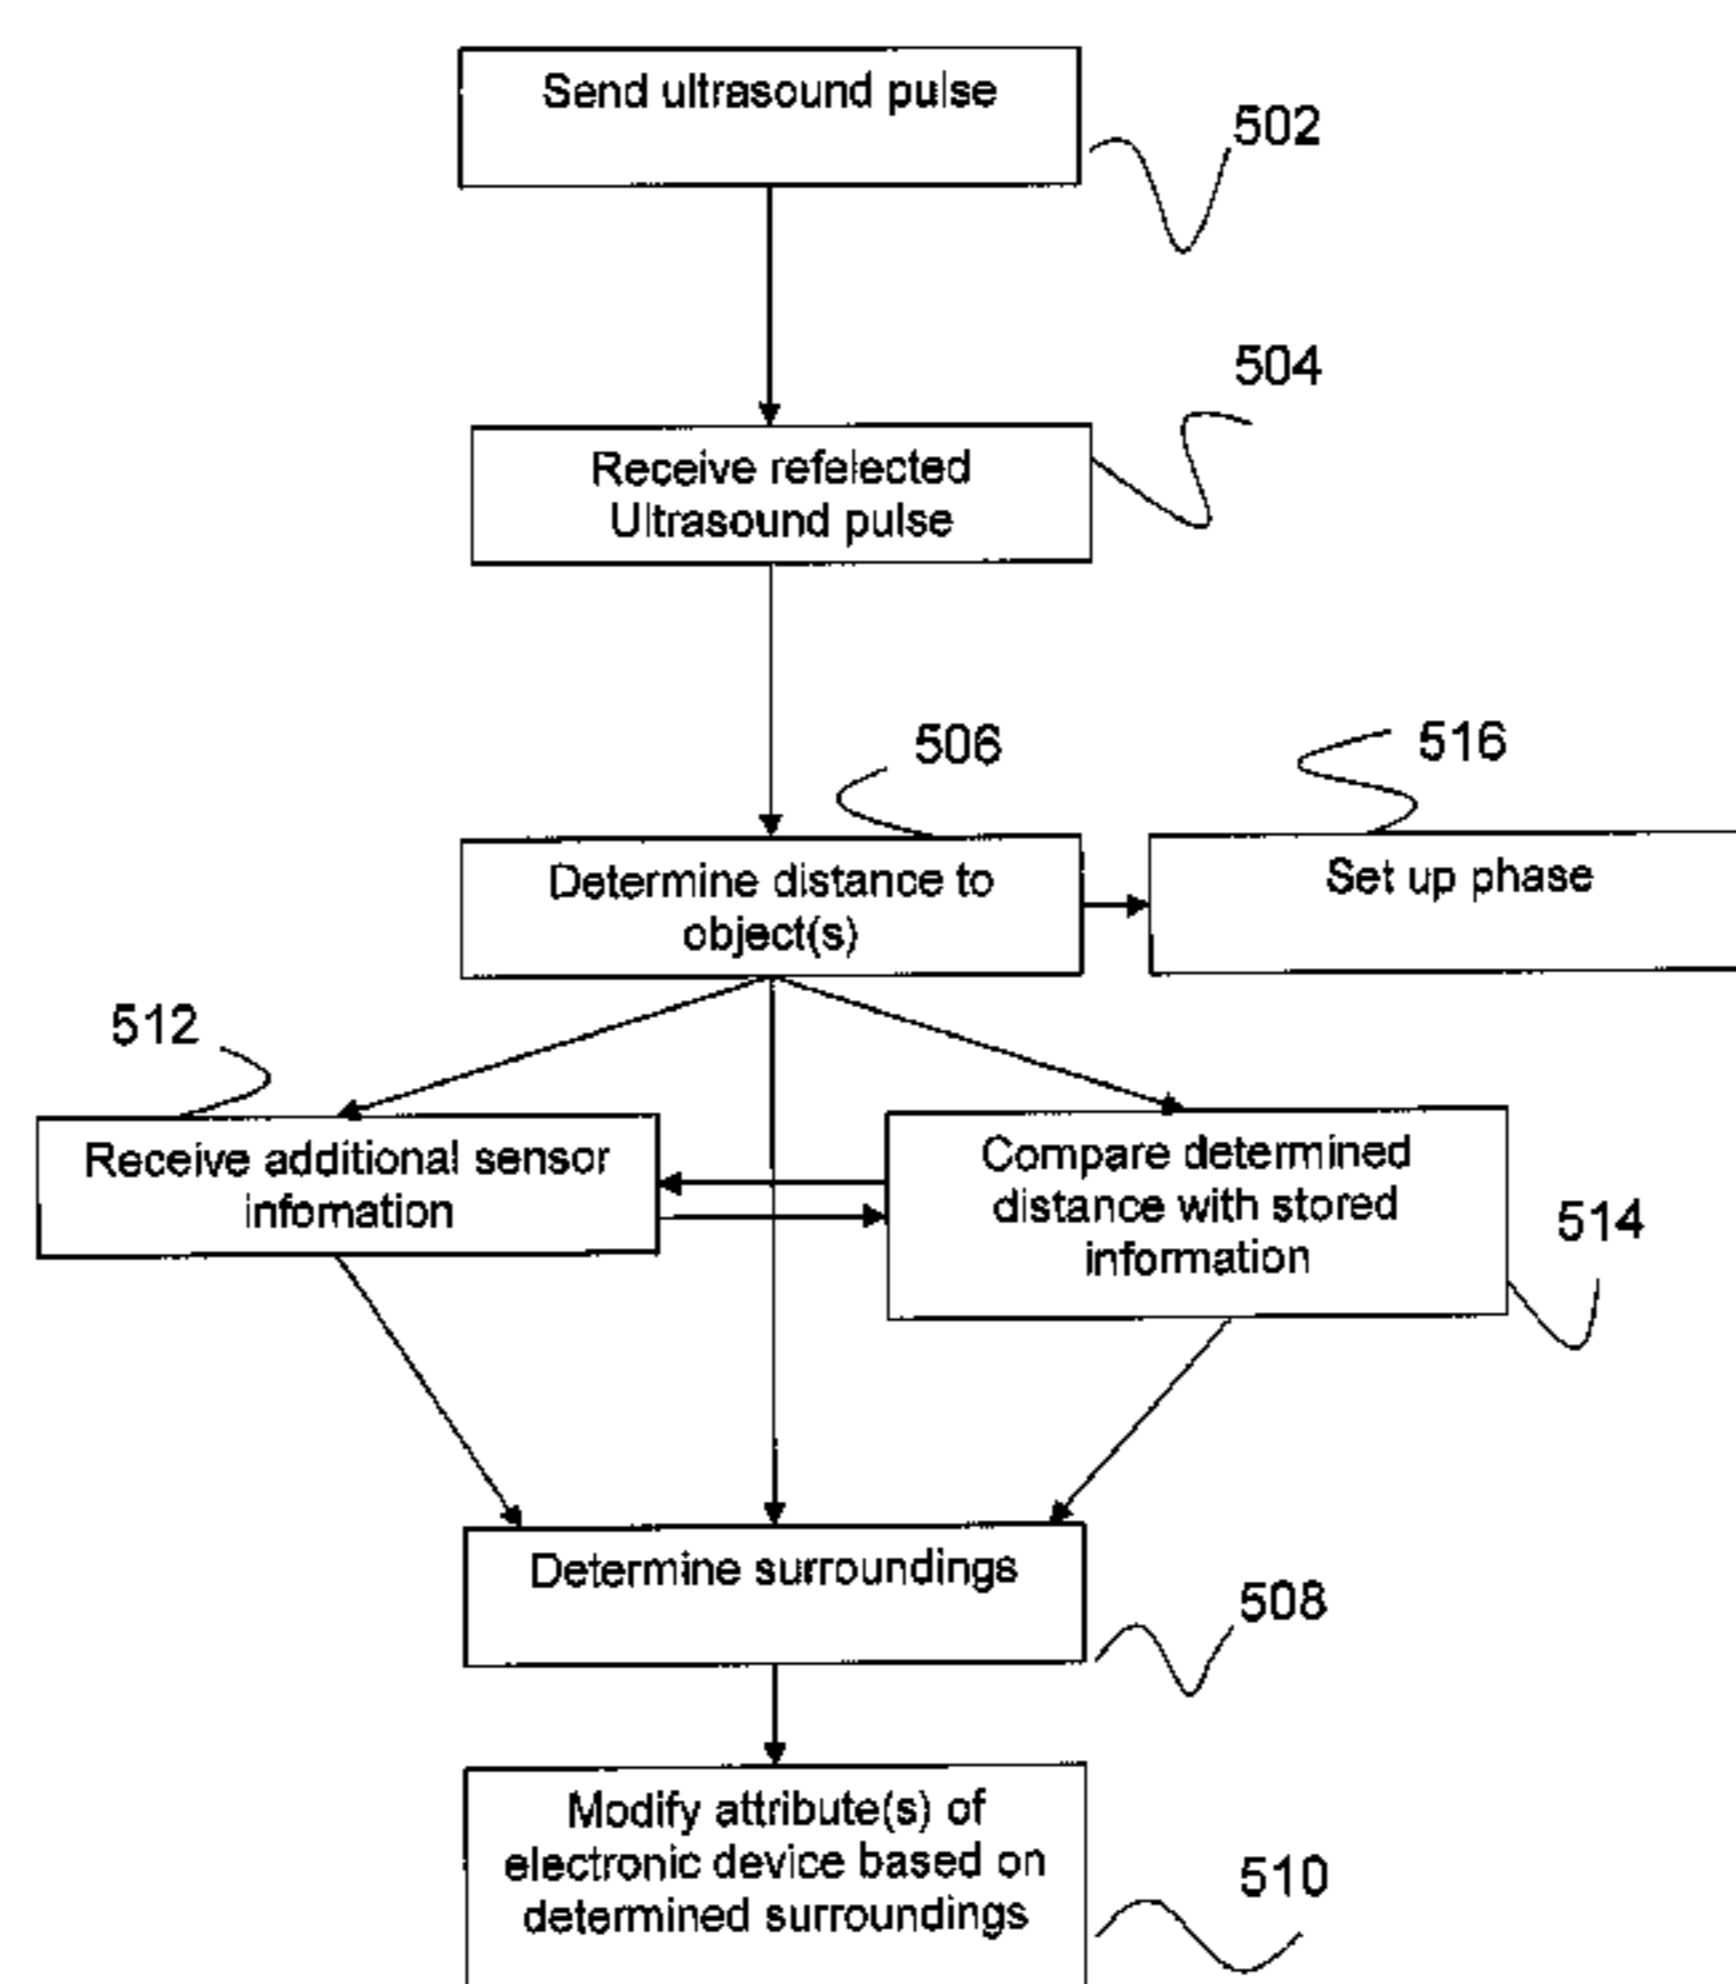 Send ultrasound pulse
502
504
Receive refelected
Ultrasound pulse
506
516
Determine distance to
object(s)
Set up phase
512
Receive additional sensor
infomation
Compare determined
distance with stored
information
514
Determine surroundings
508
Modify attribute(s) of
electronic device based on
determined surroundings
510